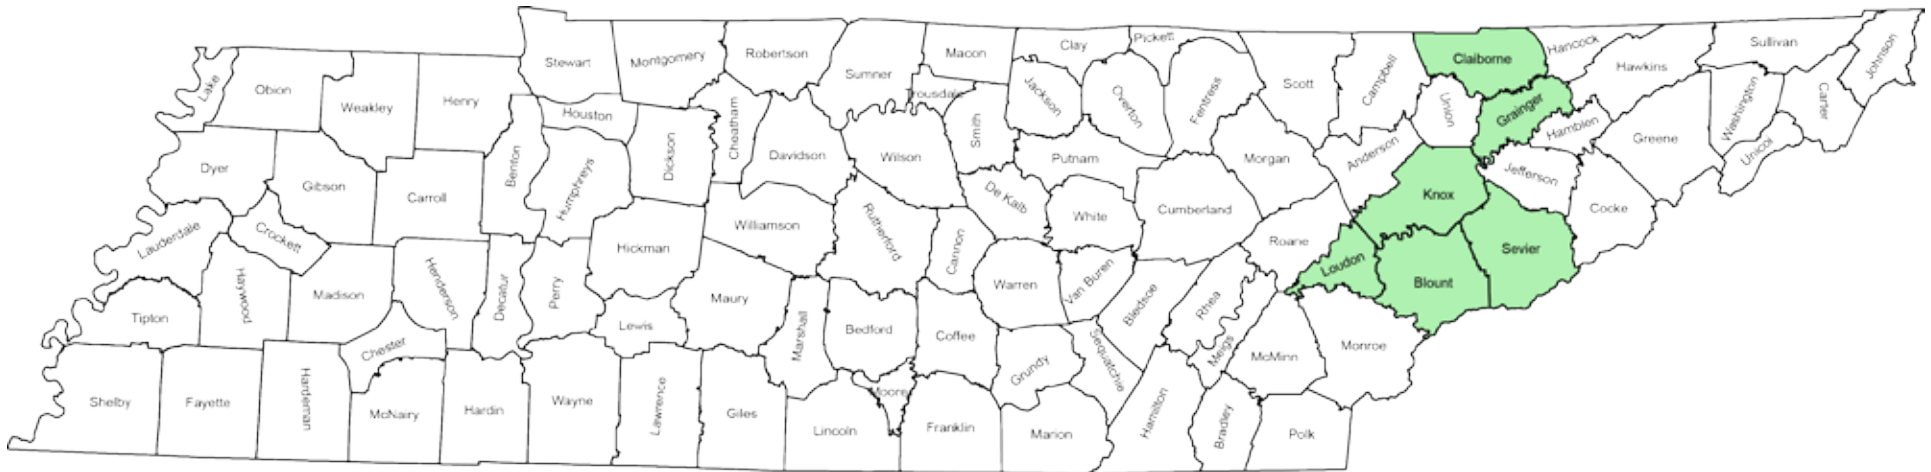 Lake
Obion
Weakley
Henry
Stewart
Montgomery
Robertson
Sumner
Macon
Trousdale
Clay
Pickett
Jackson
Overton
Fentress
Scott
Campbell
Claiborne
Hancock
Hawkins
Sullivan
Johnson
Carter
Washington
Unicoi
Greene
Hamblen
Grainger
Union
Anderson
Morgan
Putnam
Smith
Wilson
Davidson
Cheatham
Dickson
Houston
Humphreys
Benton
Carroll
Gibson
Dyer
Lauderdale
Crockett
Haywood
Madison
Henderson
Decatur
Perry
Hickman
Williamson
Rutherford
Cannon
De Kalb
White
Cumberland
Roane
Knox
Jefferson
Cocke
Sevier
Blount
Loudon
Monroe
McMinn
Meigs
Rhea
Bledsoe
Van Buren
Warren
Sequatchie
Grundy
Coffee
Bedford
Marshall
Maury
Lewis
Chester
Tipton
Shelby
Fayette
Hardeman
McNairy
Hardin
Wayne
Lawrence
Giles
Lincoln
Moore
Franklin
Marion
Hamilton
Bradley
Polk